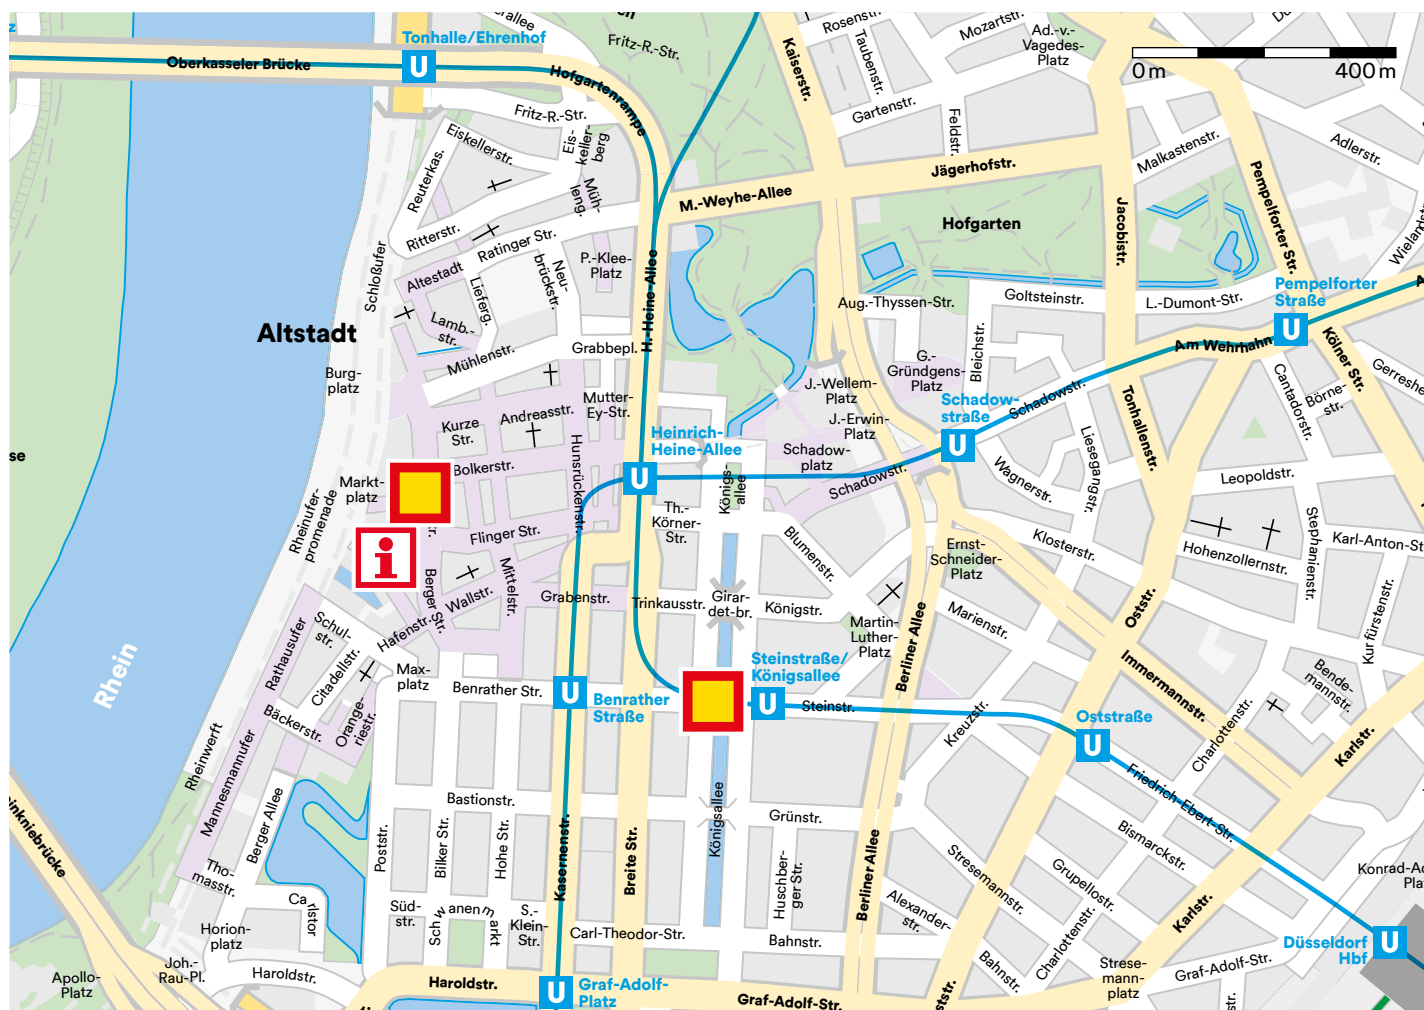 Tonhalle/Ehrenhof
Oberkasseler Brücke
Hofgartenrampe
Fritz-R.-Str.
Fritz-R.-Str.
Kaiserstr.
Rosenstr.
Taubenstr.
Mozartstr.
Ad.-v.-
Vagedes-
Platz
0 m
400 m
Gartenstr.
Feldstr.
Malkastenstr.
Adlerstr.
Pempelforter Str.
Jägerhofstr.
M.-Weyhe-Allee
Jacobistr.
Hofgarten
Eiskellerstr.
Eis-
keller-
berg
Reuterkas.
Müh-
leng.
Ritterstr.
Ratinger Str.
Schloßufer
Altestadt
Lieferg.
Neu-
brückstr.
P.-Klee-
Platz
H.-Heine-Allee
Lamb.-
str.
Mühlenstr.
Grabbepl.
Altstadt
Burg-
platz
Aug.-Thyssen-Str.
Goltsteinstr.
L.-Dumont-Str.
Pempelforter
Straße
Am Wehrhahn
Kölner Str.
Bleichstr.
G.-
Gründgens-
Platz
J.-Wellem-
Platz
J.-Erwin-
Platz
Schadow-
straße
Schadowstr.
Cantadorstr.
Börne-
str.
Tonhallenstr.
Liesegangstr.
Wagnerstr.
Leopoldstr.
Mutter-
Ey-Str.
Andreasstr.
Kurze
Str.
Bolkerstr.
Hunsrückenstr.
Heinrich-
Heine-Allee
Königs-
allee
Schadow-
platz
Schadowstr.
Markt-
platz
Rheinufer-
promenade
Flinger Str.
Th.-
Körner-
Str.
Blumenstr.
Ernst-
Schneider-
Platz
Klosterstr.
Hohenzollernstr.
Stephanienstr.
Kurfürstenstr.
Berger Str.
Wallstr.
Mittelstr.
Grabenstr.
Trinkausstr.
Girar-
det-br.
Königstr.
Martin-
Luther-
Platz
Berliner Allee
Marienstr.
Oststr.
Immermannstr.
Hafenstr.
Schul-
str.
Rathausufer
Citadellstr.
Max-
platz
Orange-
riestr.
Bäckerstr.
Benrather Str.
Benrather
Straße
Steinstraße/
Königsallee
Steinstr.
Kreuzstr.
Oststraße
Charlottenstr.
Bende-
mannstr.
Karlstr.
Friedrich-Ebert-Str.
Rhein
Rheinwerft
Mannesmannufer
Berger Allee
Bastionstr.
Königsallee
Grünstr.
Poststr.
Bilker Str.
Hohe Str.
Kasernenstr.
Breite Str.
Huschber-
ger Str.
Berliner Allee
Stresemannstr.
Bismarckstr.
Grupellostr.
Karlstr.
Tho-
masstr.
Carlstor
Horion-
platz
Joh.-
Rau-Pl.
Apollo-
Platz
Haroldstr.
Süd-
str.
Schwanenmarkt
S.-
Klein-
Str.
Carl-Theodor-Str.
Bahnstr.
Alexander-
str.
Bahnstr.
Charlottenstr.
Strese-
mann-
platz
Graf-Adolf-Str.
Düsseldorf
Hbf
Haroldstr.
Graf-Adolf-
Platz
Graf-Adolf-Str.